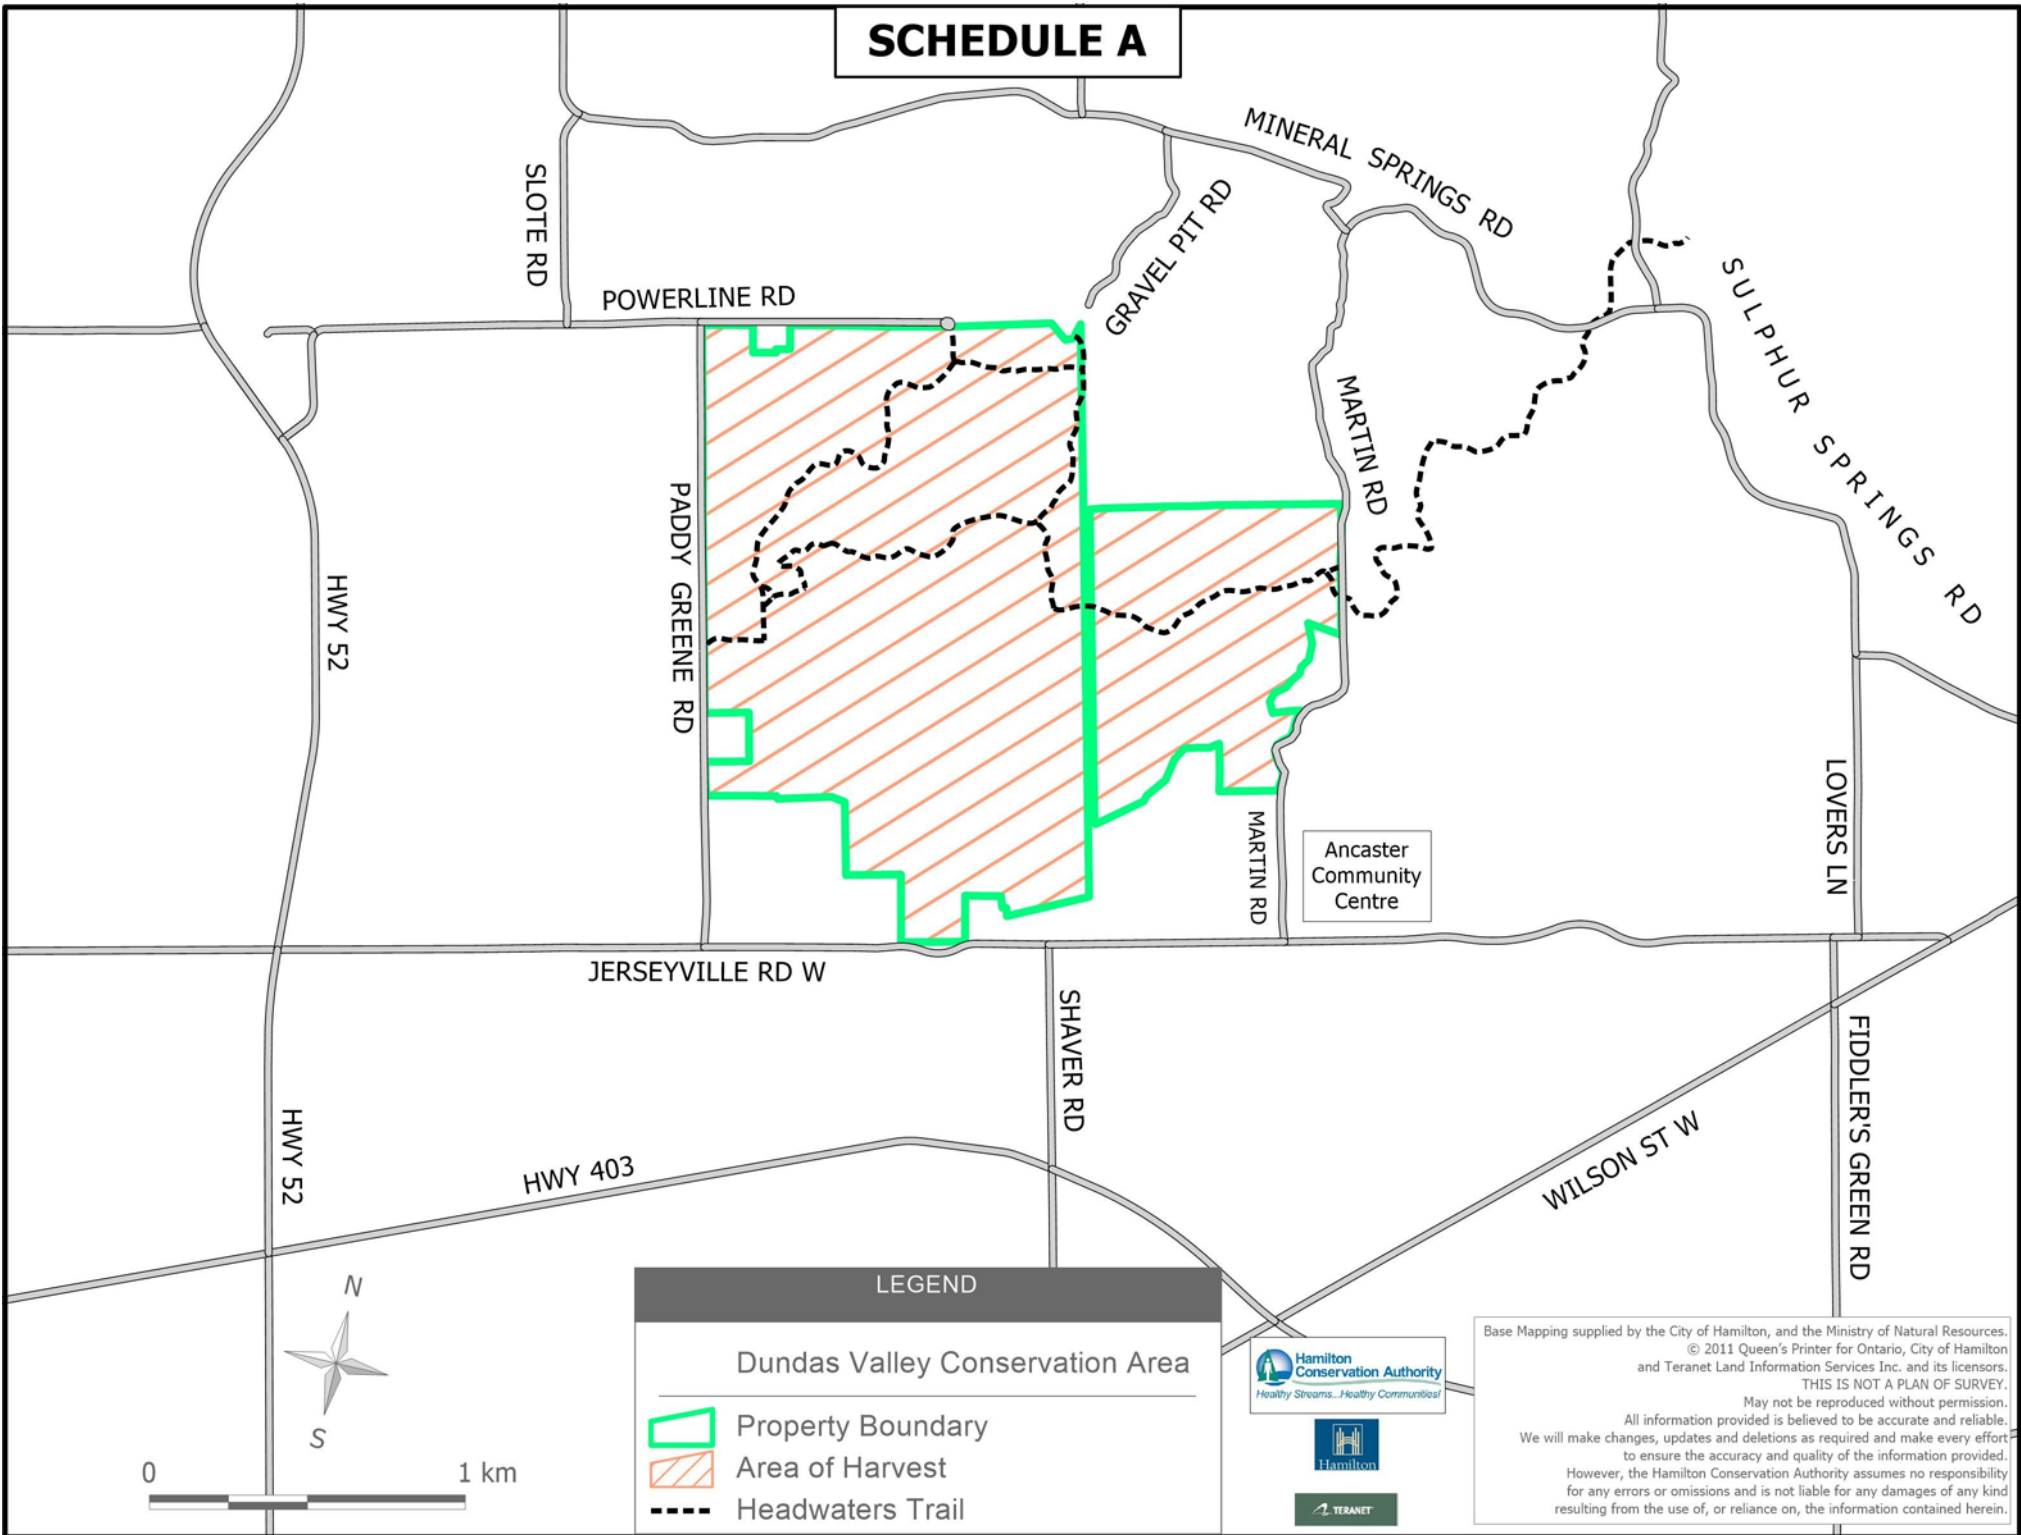 SCHEDULE A
MINERAL SPRINGS RD
SLOTE RD
GRAVEL PIT RD
POWERLINE RD
SULPHUR SPRINGS RD
MARTIN RD
PADDY GREENE RD
HWY 52
LOVERS LN
MARTIN RD
Ancaster
Community
Centre
JERSEYVILLE RD W
SHAVER RD
FIDDLER'S GREEN RD
HWY 52
HWY 403
WILSON ST W
N
S
0 1 km
LEGEND
Dundas Valley Conservation Area
Property Boundary
Area of Harvest
Headwaters Trail
Hamilton
Conservation Authority
Healthy Streams...Healthy Communities!
Hamilton
TERANET
Base Mapping supplied by the City of Hamilton, and the Ministry of Natural Resources.
© 2011 Queen's Printer for Ontario, City of Hamilton
and Teranet Land Information Services Inc. and its licensors.
THIS IS NOT A PLAN OF SURVEY.
May not be reproduced without permission.
All information provided is believed to be accurate and reliable.
We will make changes, updates and deletions as required and make every effort
to ensure the accuracy and quality of the information provided.
However, the Hamilton Conservation Authority assumes no responsibility
for any errors or omissions and is not liable for any damages of any kind
resulting from the use of, or reliance on, the information contained herein.